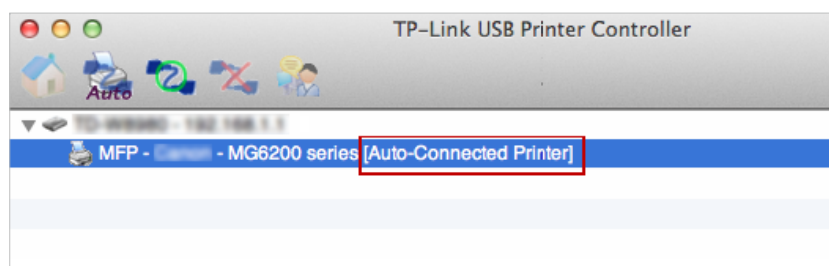 TP-Link USB Printer Controller
Auto
MFP - - MG6200 series [Auto-Connected Printer]